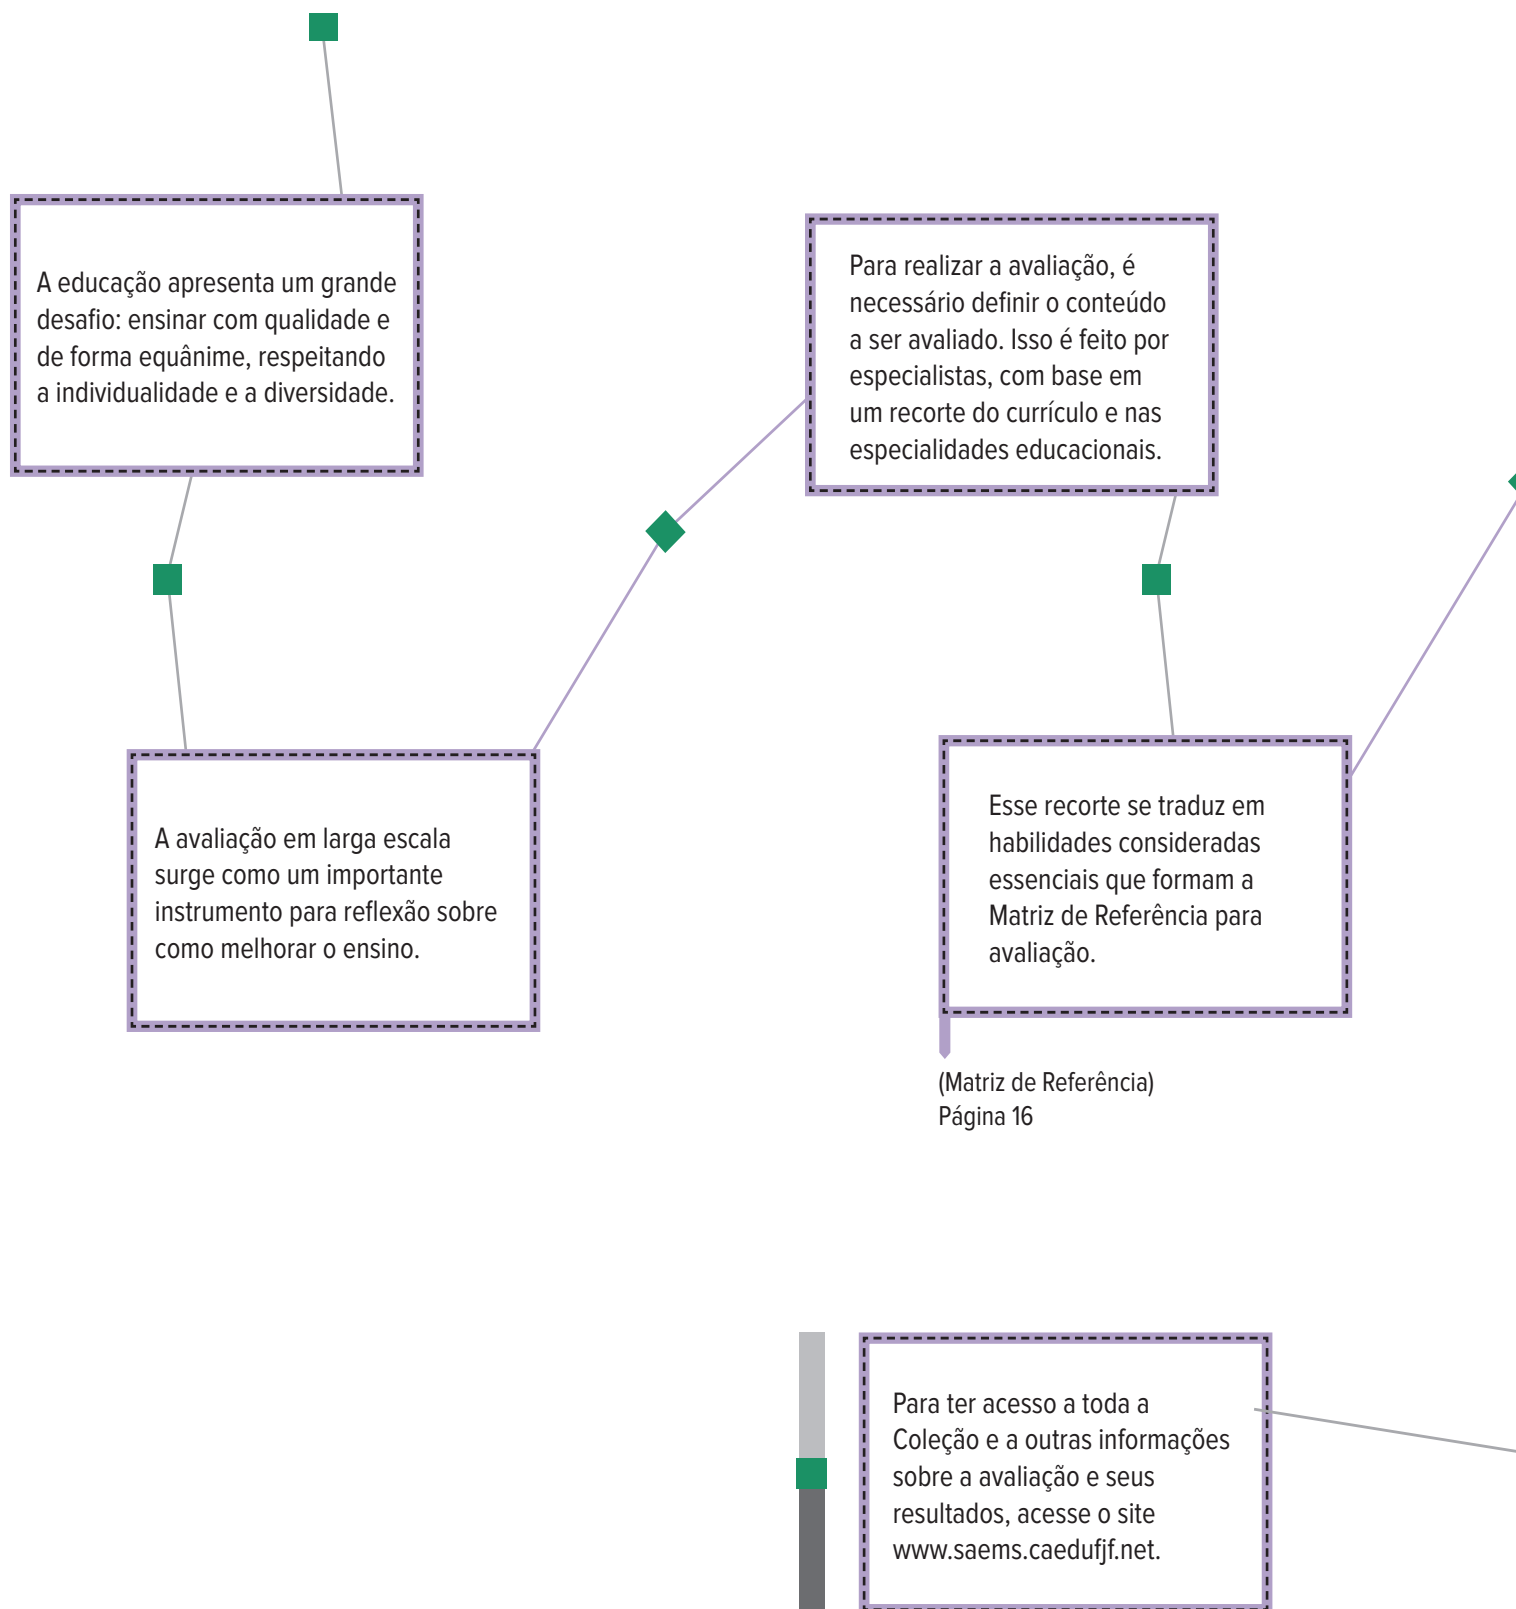 A educação apresenta um grande
desafio: ensinar com qualidade e
de forma equânime, respeitando
a individualidade e a diversidade.
A avaliação em larga escala
surge como um importante
instrumento para reflexão sobre
como melhorar o ensino.
Para realizar a avaliação, é
necessário definir o conteúdo
a ser avaliado. Isso é feito por
especialistas, com base em
um recorte do currículo e nas
especialidades educacionais.
Esse recorte se traduz em
habilidades consideradas
essenciais que formam a
Matriz de Referência para
avaliação.
(Matriz de Referência)
Página 16
Para ter acesso a toda a
Coleção e a outras informações
sobre a avaliação e seus
resultados, acesse o site
www.saems.caedufjf.net.